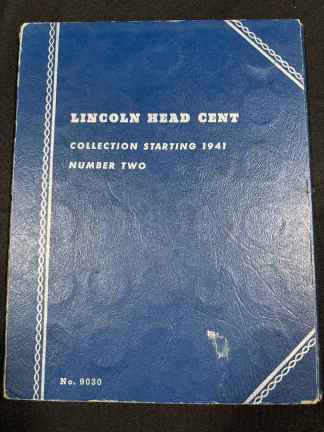 LINCOLN HEAD CENT
COLLECTION STARTING 1941
NUMBER TWO
No. 9030